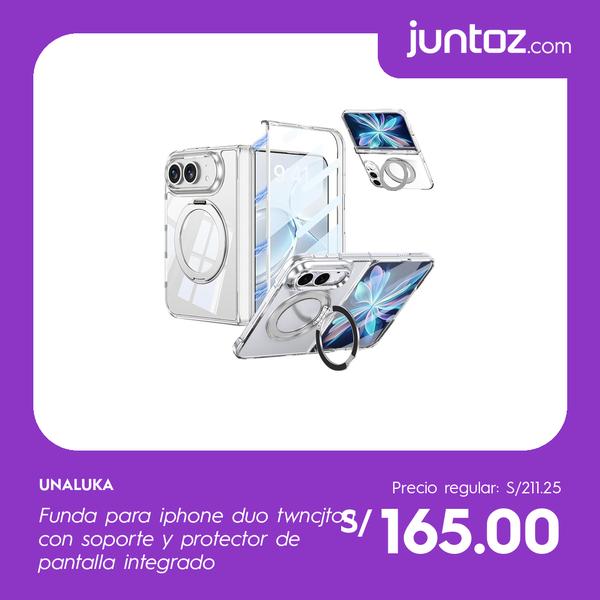 juntoz.com
UNALUKA
Precio regular: S/211.25
Funda para iphone duo twncjto
con soporte y protector de
pantalla integrado
S/ 165.00